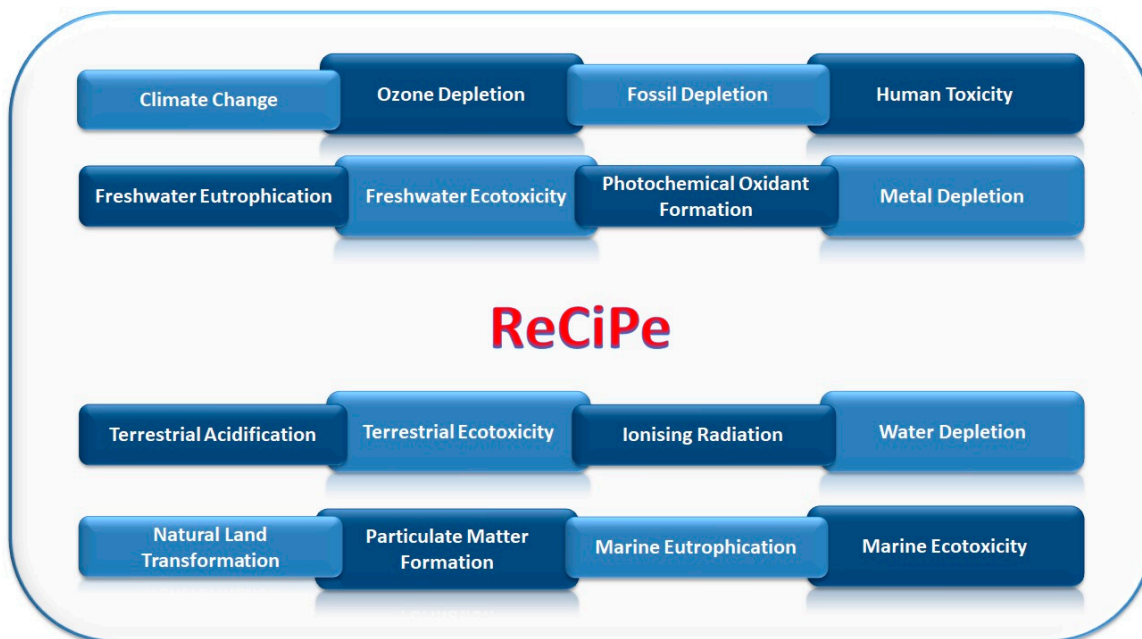 Climate Change
Ozone Depletion
Fossil Depletion
Human Toxicity
Freshwater Eutrophication
Freshwater Ecotoxicity
Photochemical Oxidant
Formation
Metal Depletion
ReCiPe
Terrestrial Acidification
Terrestrial Ecotoxicity
Ionising Radiation
Water Depletion
Natural Land
Transformation
Particulate Matter
Formation
Marine Eutrophication
Marine Ecotoxicity